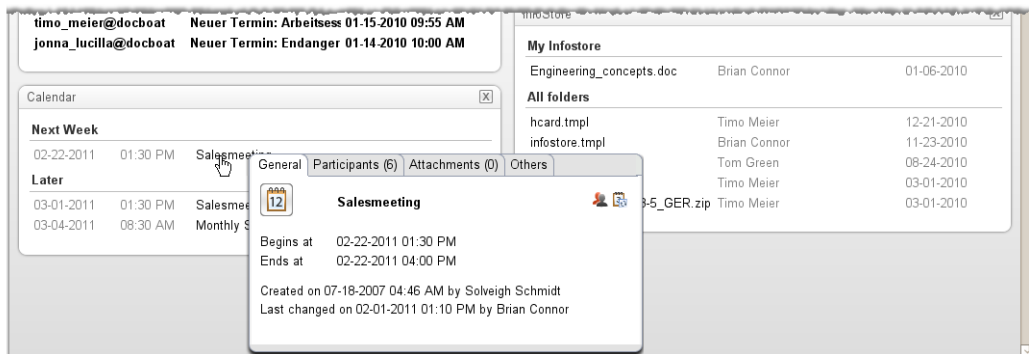 timo_meier@docboat Neuer Termin: Arbeitsess 01-15-2010 09:55 AM
jonna_lucilla@docboat Neuer Termin: Endanger 01-14-2010 10:00 AM
Calendar
Next Week
02-22-2011 01:30 PM Salesmeeting
Later
03-01-2011 01:30 PM Salesmee
03-04-2011 08:30 AM Monthly S
General Participants (6) Attachments (0) Others
12
Salesmeeting
Begins at 02-22-2011 01:30 PM
Ends at 02-22-2011 04:00 PM
Created on 07-18-2007 04:46 AM by Solveigh Schmidt
Last changed on 02-01-2011 01:10 PM by Brian Connor
InfoStore
My Infostore
Engineering_concepts.doc Brian Connor 01-06-2010
All folders
hcard.tmpl Timo Meier 12-21-2010
infostore.tmpl Brian Connor 11-23-2010
Tom Green 08-24-2010
Timo Meier 03-01-2010
-5_GER.zip Timo Meier 03-01-2010